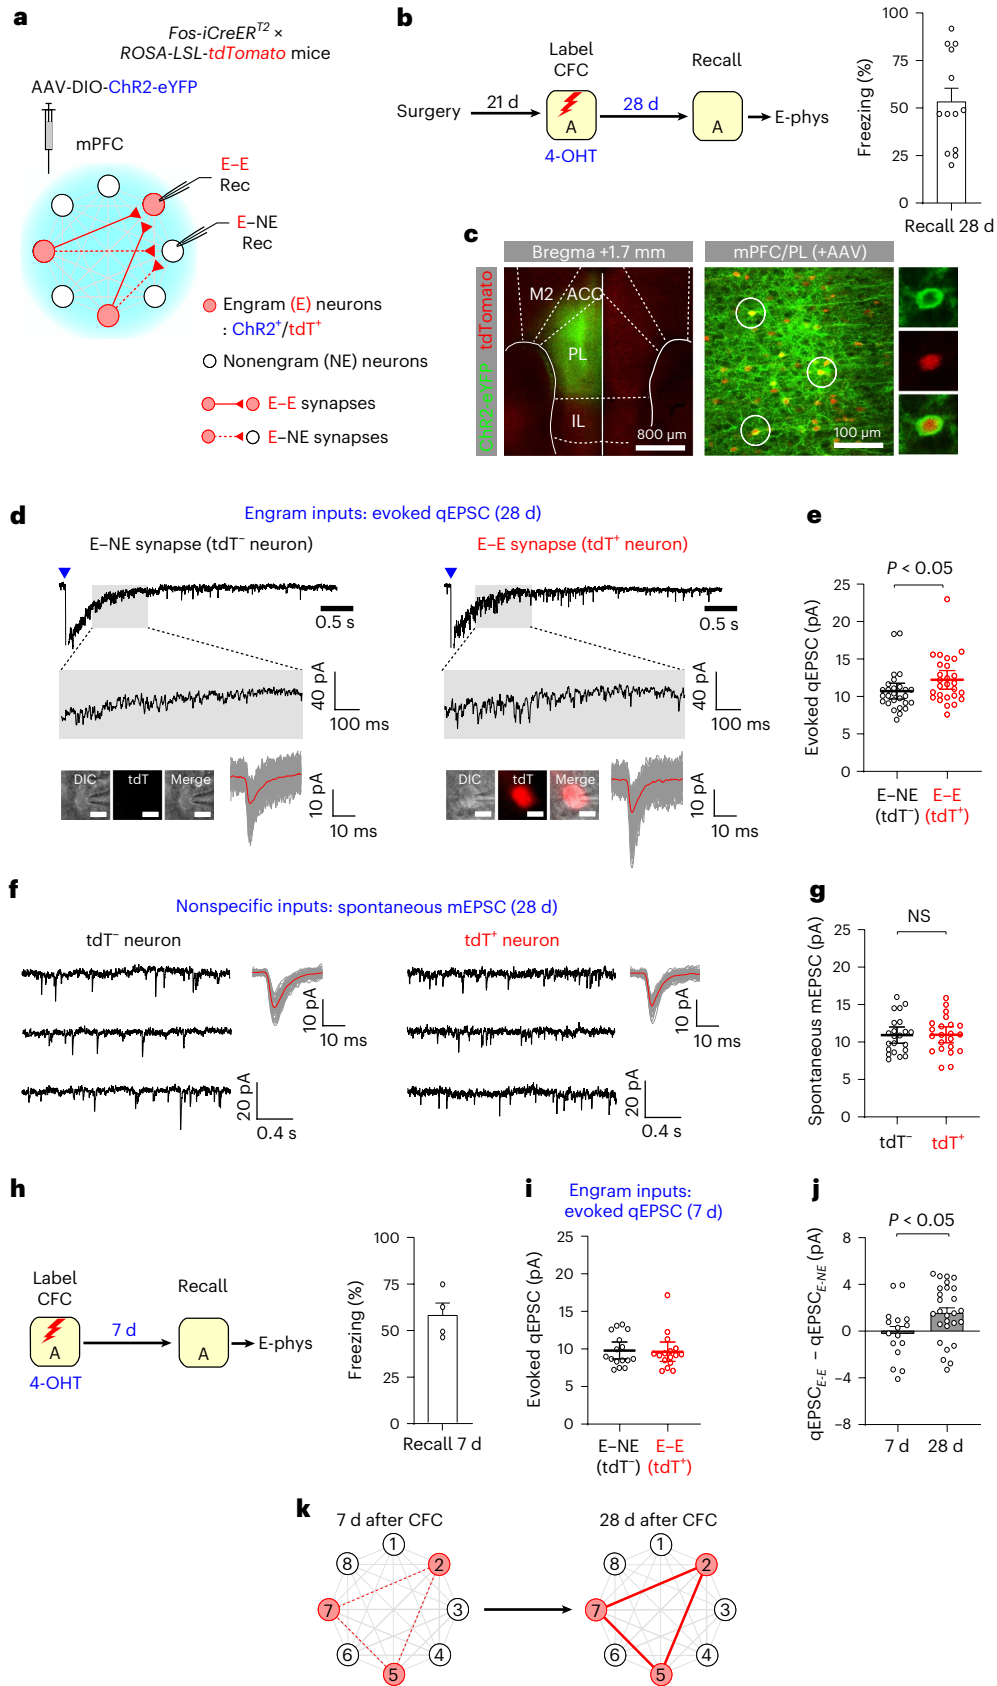 a
Fos-iCreER^T2 ×
ROSA-LSL-tdTomato mice
AAV-DIO-ChR2-eYFP
mPFC
E–E
Rec
E–NE
Rec
Engram (E) neurons
: ChR2⁺/tdT⁺
Nonengram (NE) neurons
E–E synapses
E–NE synapses
b
Label
CFC
Recall
Surgery
21 d
A
28 d
A
E-phys
4-OHT
Freezing (%)
100
75
50
25
0
Recall 28 d
c
ChR2-eYFP tdTomato
Bregma +1.7 mm
M2
ACC
PL
IL
800 µm
mPFC/PL (+AAV)
100 µm
d
Engram inputs: evoked qEPSC (28 d)
E–NE synapse (tdT⁻ neuron)
0.5 s
40 pA
100 ms
DIC
tdT
Merge
10 pA
10 ms
E–E synapse (tdT⁺ neuron)
0.5 s
40 pA
100 ms
DIC
tdT
Merge
10 pA
10 ms
e
P < 0.05
Evoked qEPSC (pA)
25
20
15
10
5
0
E–NE
(tdT⁻)
E–E
(tdT⁺)
f
Nonspecific inputs: spontaneous mEPSC (28 d)
tdT⁻ neuron
10 pA
10 ms
20 pA
0.4 s
tdT⁺ neuron
10 pA
10 ms
20 pA
0.4 s
g
NS
Spontaneous mEPSC (pA)
25
20
15
10
5
0
tdT⁻
tdT⁺
h
Label
CFC
Recall
A
7 d
A
E-phys
4-OHT
Freezing (%)
100
75
50
25
0
Recall 7 d
i
Engram inputs:
evoked qEPSC (7 d)
Evoked qEPSC (pA)
25
20
15
10
5
0
E–NE
(tdT⁻)
E–E
(tdT⁺)
j
P < 0.05
qEPSC_E-E − qEPSC_E-NE (pA)
8
4
0
−4
−8
7 d
28 d
k
7 d after CFC
1
2
3
4
5
6
7
8
28 d after CFC
1
2
3
4
5
6
7
8